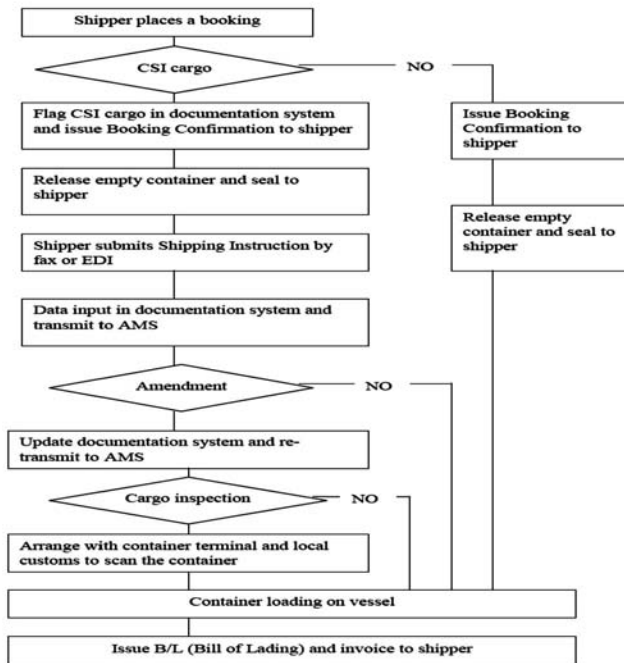 Shipper places a booking
CSI cargo
NO
Flag CSI cargo in documentation system
and issue Booking Confirmation to shipper
Issue Booking
Confirmation to
shipper
Release empty container and seal to
shipper
Release empty
container and seal to
shipper
Shipper submits Shipping Instruction by
fax or EDI
Data input in documentation system and
transmit to AMS
Amendment
NO
Update documentation system and re-
transmit to AMS
Cargo inspection
NO
Arrange with container terminal and local
customs to scan the container
Container loading on vessel
Issue B/L (Bill of Lading) and invoice to shipper